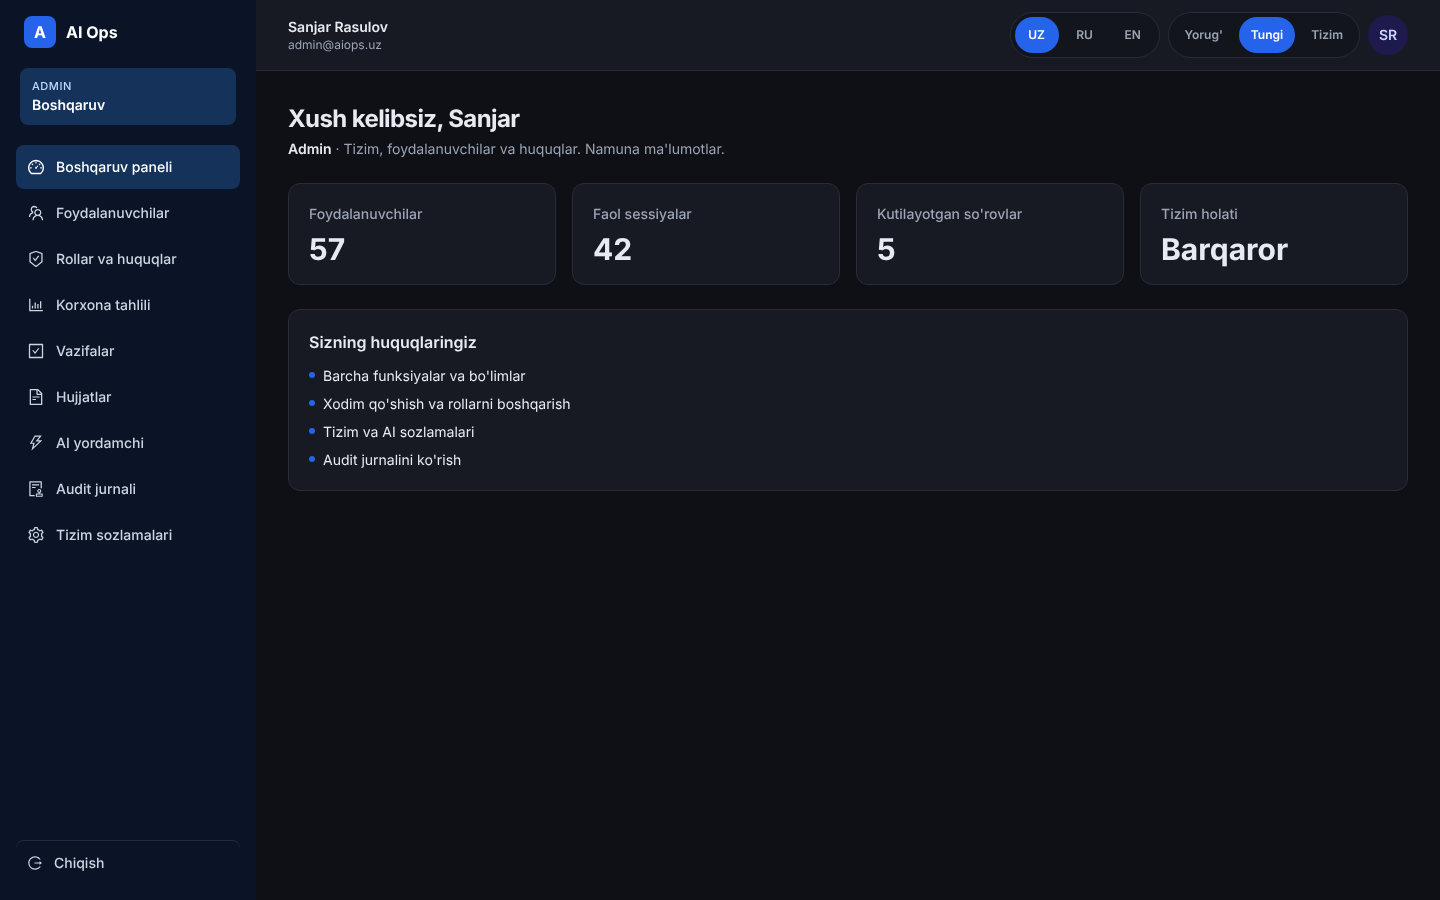 A AI Ops
ADMIN
Boshqaruv
Boshqaruv paneli
Foydalanuvchilar
Rollar va huquqlar
Korxona tahlili
Vazifalar
Hujjatlar
AI yordamchi
Audit jurnali
Tizim sozlamalari
Chiqish
Sanjar Rasulov
admin@aiops.uz
UZ RU EN Yorug' Tungi Tizim SR
Xush kelibsiz, Sanjar
Admin · Tizim, foydalanuvchilar va huquqlar. Namuna ma'lumotlar.
Foydalanuvchilar
57
Faol sessiyalar
42
Kutilayotgan so'rovlar
5
Tizim holati
Barqaror
Sizning huquqlaringiz
Barcha funksiyalar va bo'limlar
Xodim qo'shish va rollarni boshqarish
Tizim va AI sozlamalari
Audit jurnalini ko'rish